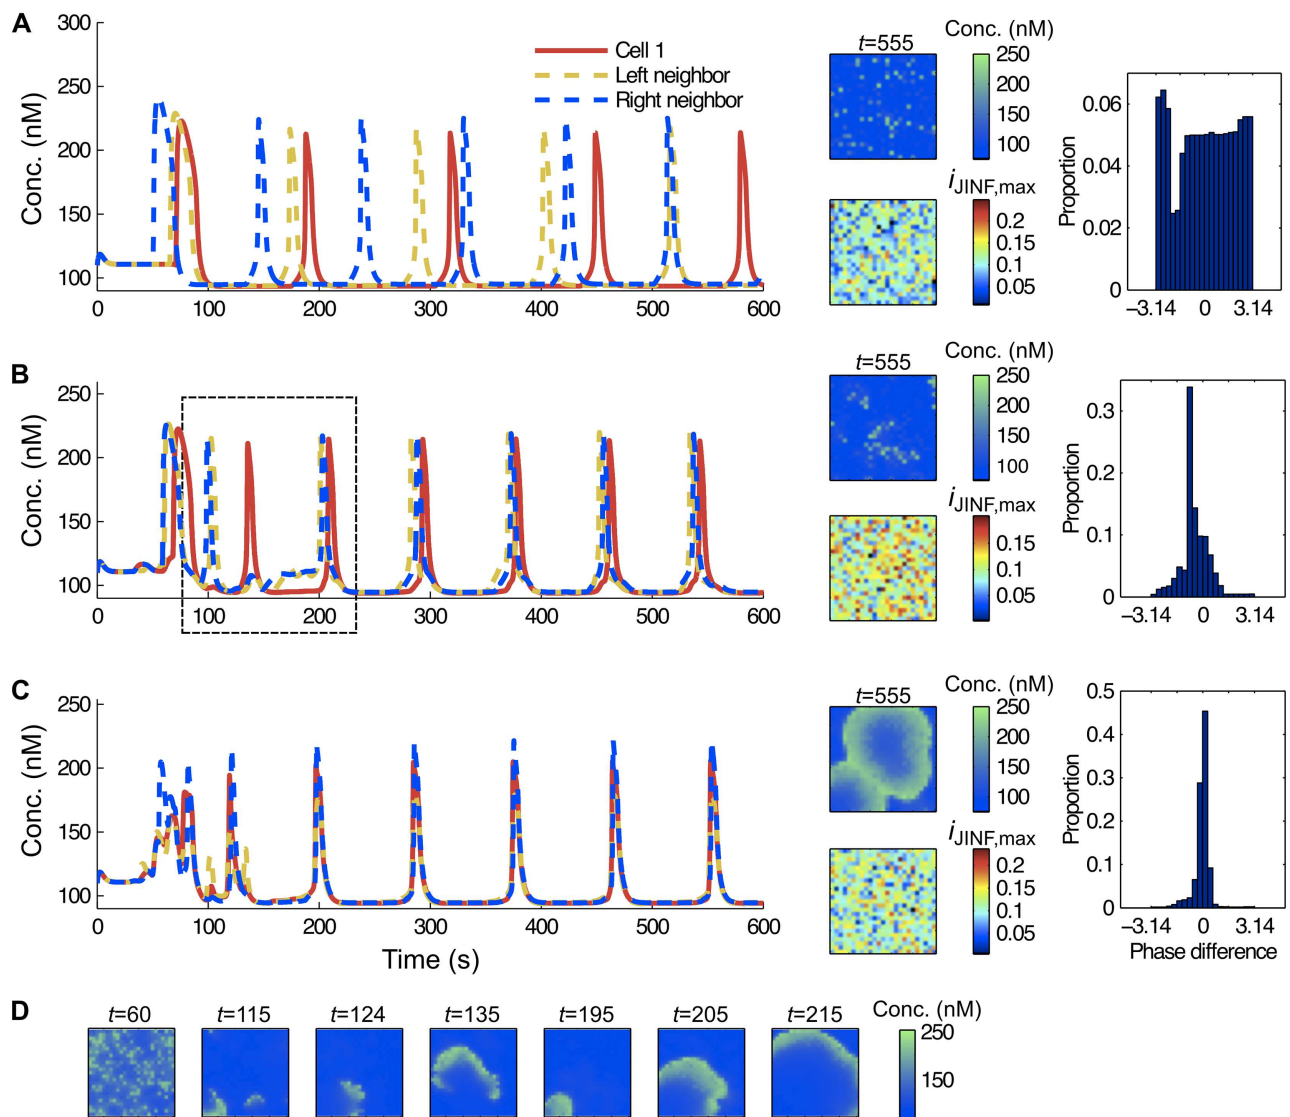 A
300
250
200
150
100
Conc. (nM)
0 100 200 300 400 500 600
Cell 1
Left neighbor
Right neighbor
t=555
Conc. (nM)
250
200
150
100
iJINF,max
0.2
0.15
0.1
0.05
Proportion
0.06
0.04
0.02
0
−3.14 0 3.14
B
250
200
150
100
Conc. (nM)
0 100 200 300 400 500 600
t=555
Conc. (nM)
250
200
150
100
iJINF,max
0.15
0.1
0.05
Proportion
0.3
0.2
0.1
0
−3.14 0 3.14
C
250
200
150
100
Conc. (nM)
0 100 200 300 400 500 600
Time (s)
t=555
Conc. (nM)
250
200
150
100
iJINF,max
0.2
0.15
0.1
0.05
Proportion
0.5
0.4
0.3
0.2
0.1
0
−3.14 0 3.14
Phase difference
D
t=60 t=115 t=124 t=135 t=195 t=205 t=215
Conc. (nM)
250
150